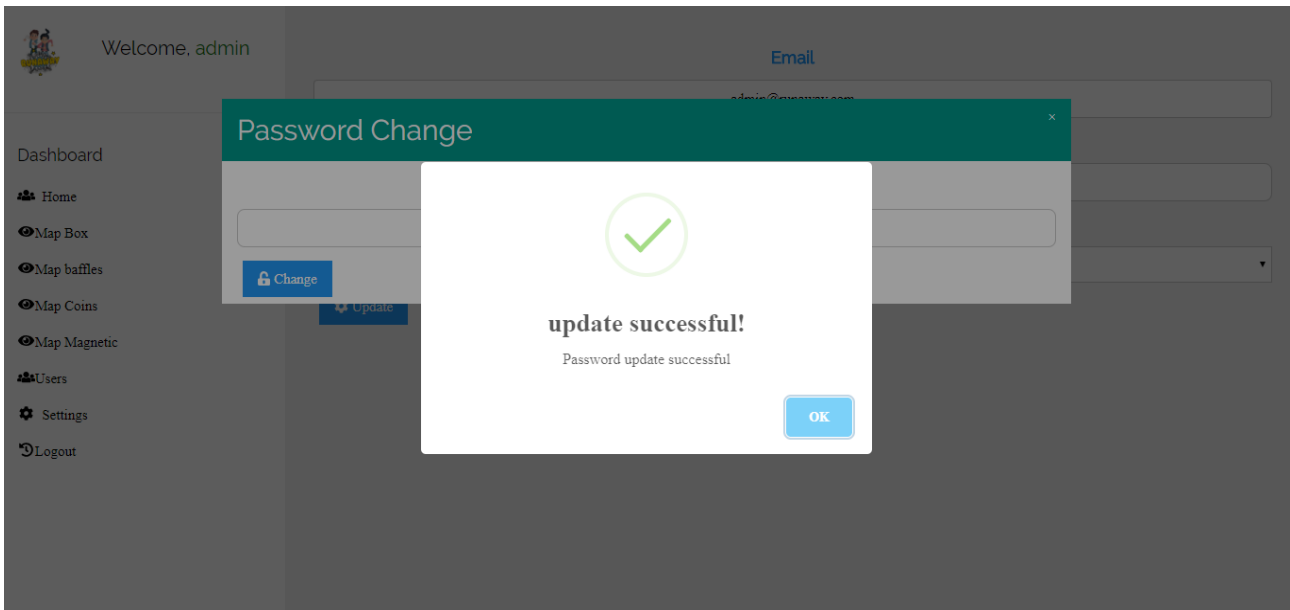 Welcome, admin
Email
Password Change
×
Dashboard
Home
Map Box
Map baffles
Map Coins
Map Magnetic
Users
Settings
Logout
Change
Update
update successful!
Password update successful
OK